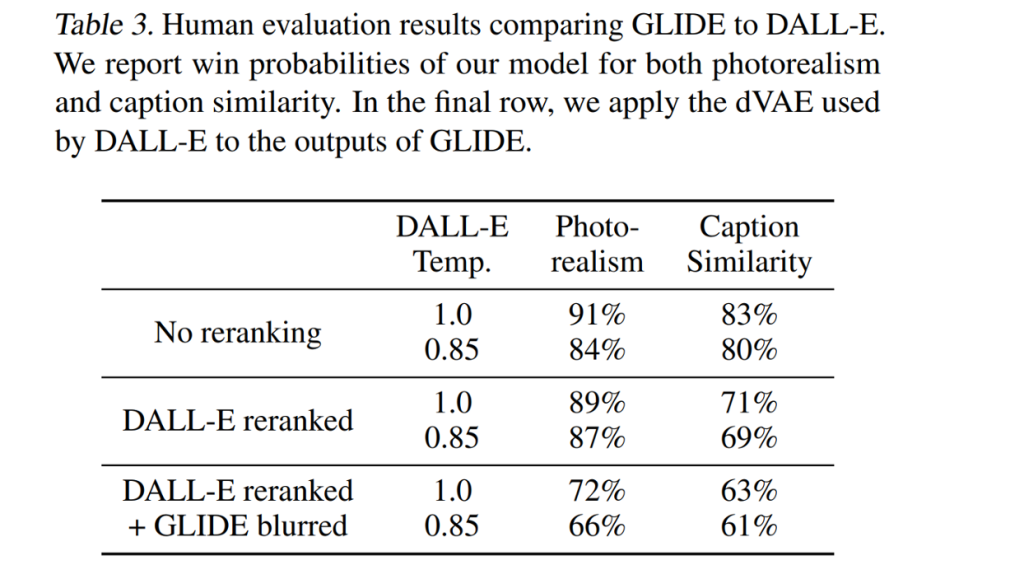 Table 3. Human evaluation results comparing GLIDE to DALL-E.
We report win probabilities of our model for both photorealism
and caption similarity. In the final row, we apply the dVAE used
by DALL-E to the outputs of GLIDE.
DALL-E Photo- Caption
Temp. realism Similarity
No reranking
1.0 91% 83%
0.85 84% 80%
DALL-E reranked
1.0 89% 71%
0.85 87% 69%
DALL-E reranked 1.0 72% 63%
+ GLIDE blurred 0.85 66% 61%